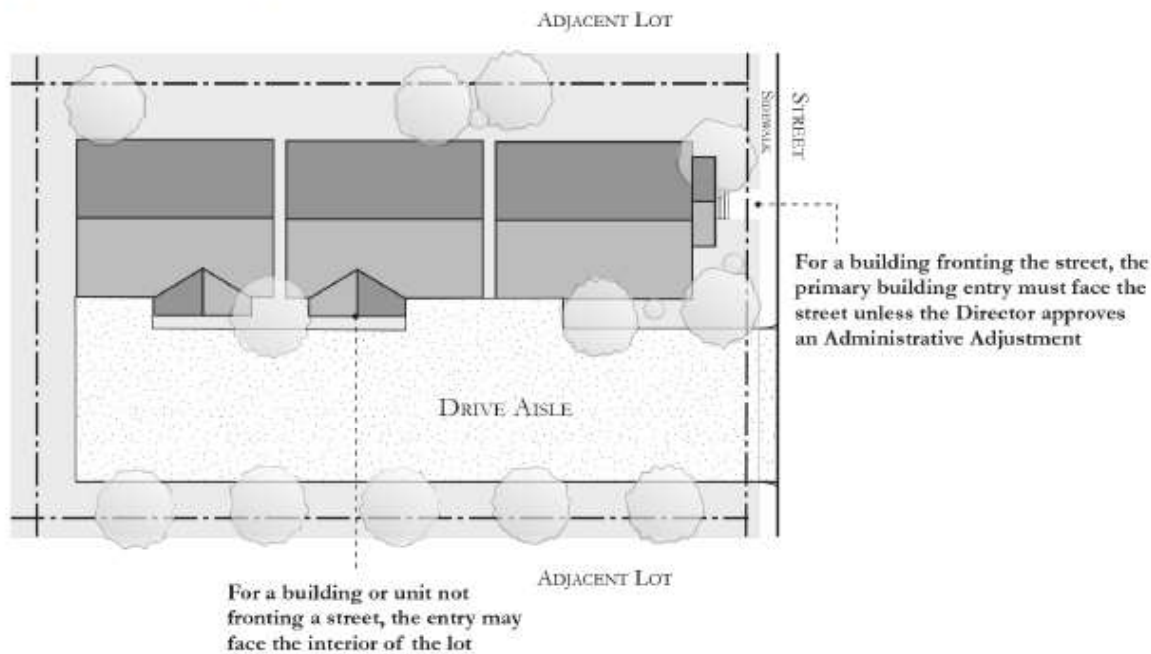 ADJACENT LOT
SIDEWALK
STREET
For a building fronting the street, the
primary building entry must face the
street unless the Director approves
an Administrative Adjustment
DRIVE AISLE
ADJACENT LOT
For a building or unit not
fronting a street, the entry may
face the interior of the lot